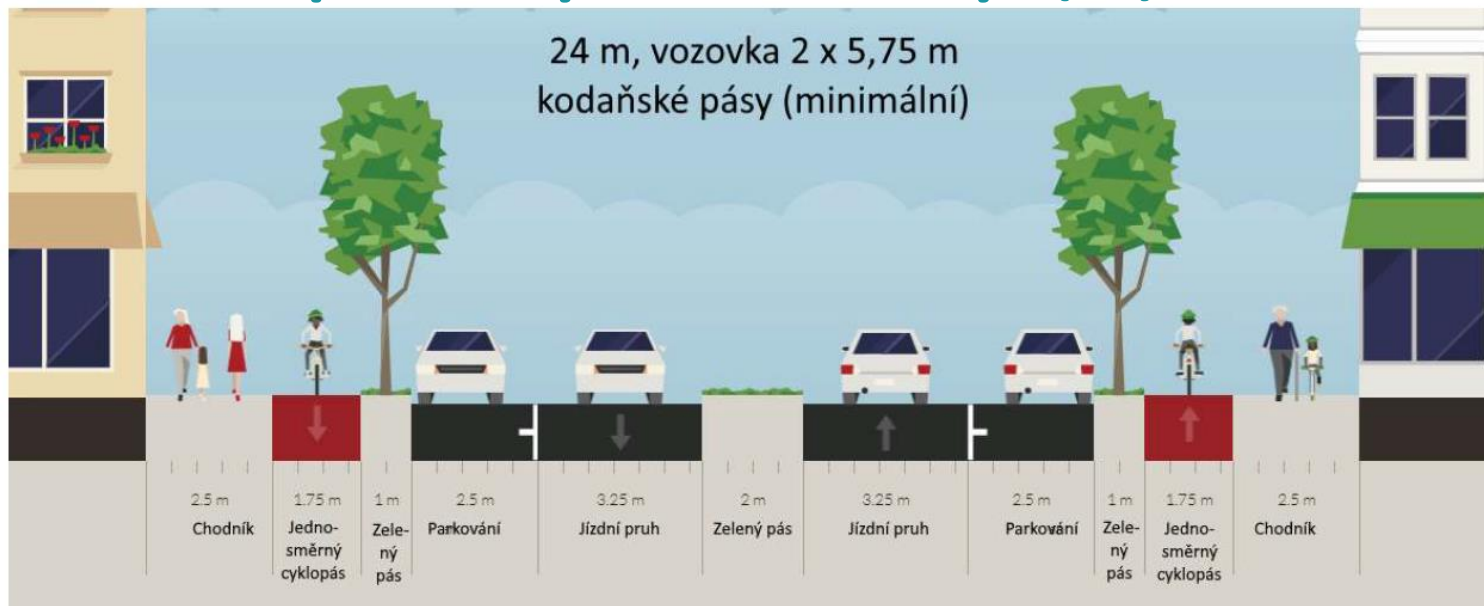 24 m, vozovka 2 x 5,75 m
kodaňské pásy (minimální)
2.5 m
1.75 m
1 m
2.5 m
3.25 m
2 m
3.25 m
2.5 m
1 m
1.75 m
2.5 m
Chodník
Jedno-
směrný
cyklopás
Zele-
ný
pás
Parkování
Jízdní pruh
Zelený pás
Jízdní pruh
Parkování
Zele-
ný
pás
Jedno-
směrný
cyklopás
Chodník